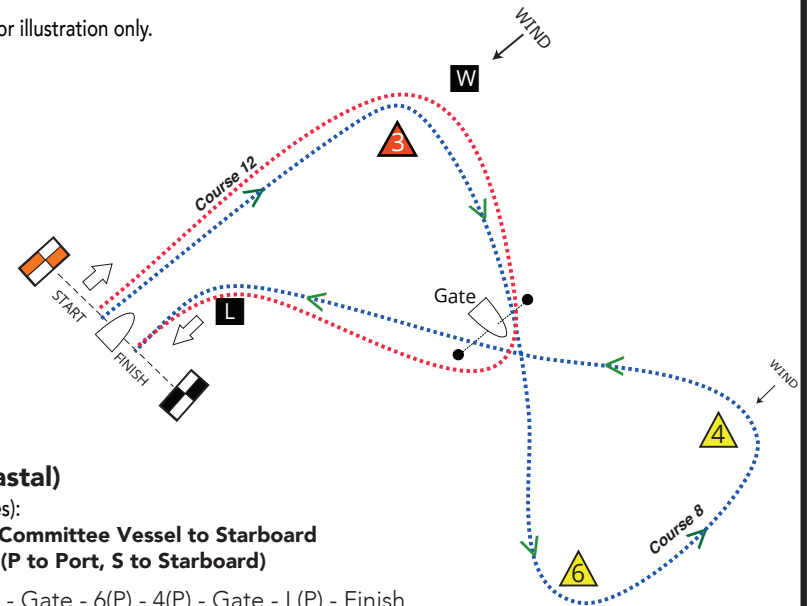 or illustration only.
WIND
W
3
Course 12
START
Gate
L
FINISH
WIND
4
astal)
es):
Committee Vessel to Starboard
Course 8
(P to Port, S to Starboard)
6
- Gate - 6(P) - 4(P) - Gate - L(P) - Finish